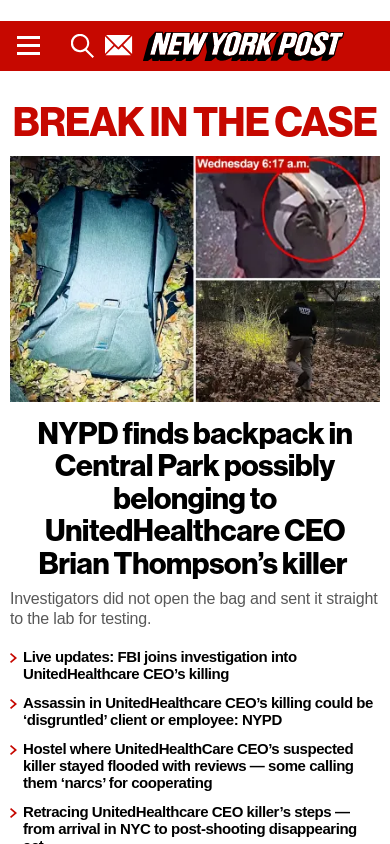 NEW YORK POST
BREAK IN THE CASE
Wednesday 6:17 a.m.
NYPD finds backpack in
Central Park possibly
belonging to
UnitedHealthcare CEO
Brian Thompson’s killer
Investigators did not open the bag and sent it straight
to the lab for testing.
Live updates: FBI joins investigation into
UnitedHealthcare CEO’s killing
Assassin in UnitedHealthcare CEO’s killing could be
‘disgruntled’ client or employee: NYPD
Hostel where UnitedHealthCare CEO’s suspected
killer stayed flooded with reviews — some calling
them ‘narcs’ for cooperating
Retracing UnitedHealthcare CEO killer’s steps —
from arrival in NYC to post-shooting disappearing